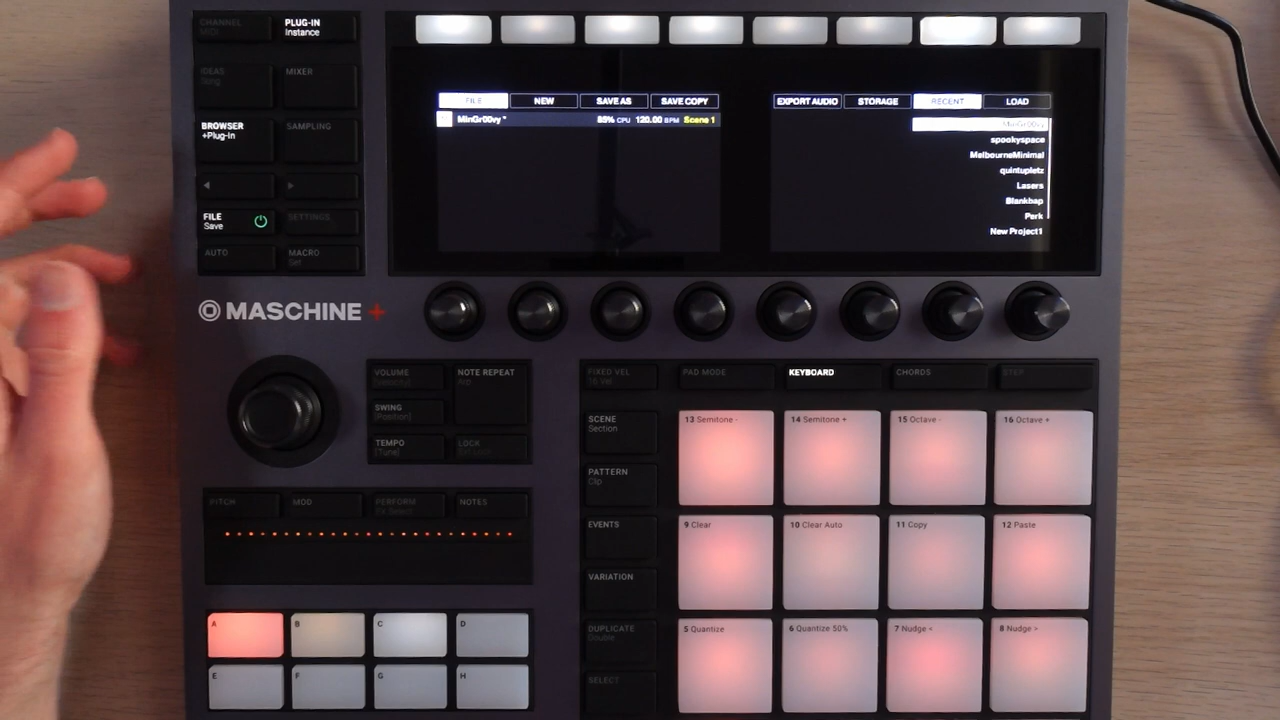 CHANNEL
MIDI
PLUG-IN
Instance
IDEAS
Song
MIXER
BROWSER
+Plug-in
SAMPLING
FILE
Save
SETTINGS
AUTO
MACRO
Set
FILE
NEW
SAVE AS
SAVE COPY
MinGr00vy*
85% CPU 120.00 BPM Scene 1
EXPORT AUDIO
STORAGE
RECENT
LOAD
MinGr00vy
spookyspace
MelbourneMinimal
quintupletz
Lasers
Blankbap
Perk
New Project1
MASCHINE +
VOLUME
[Velocity]
NOTE REPEAT
Arp
SWING
[Position]
TEMPO
[Tune]
LOCK
PITCH
MOD
PERFORM
FX Select
NOTES
A
B
C
D
E
F
G
H
FIXED VEL
16 Vel
PAD MODE
KEYBOARD
CHORDS
STEP
SCENE
Section
PATTERN
Clip
EVENTS
VARIATION
DUPLICATE
Double
SELECT
13 Semitone -
14 Semitone +
15 Octave -
16 Octave +
9 Clear
10 Clear Auto
11 Copy
12 Paste
5 Quantize
6 Quantize 50%
7 Nudge <
8 Nudge >